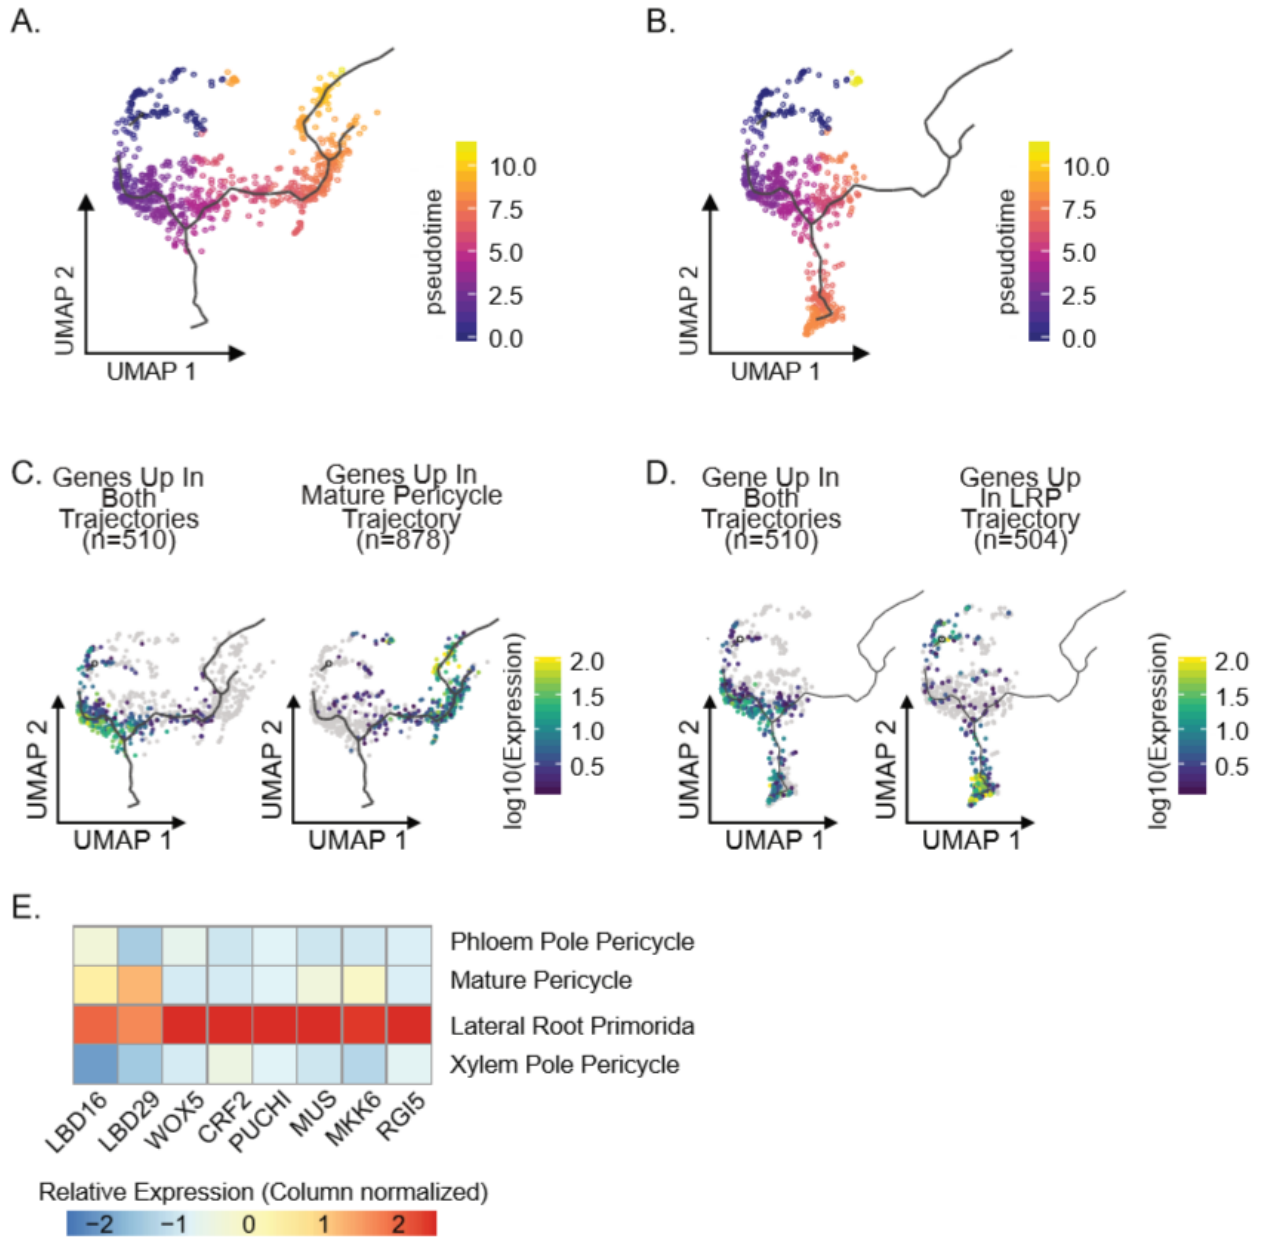 A.
B.
UMAP 2
UMAP 1
pseudotime
10.0
7.5
5.0
2.5
0.0
UMAP 2
UMAP 1
pseudotime
10.0
7.5
5.0
2.5
0.0
C.
Genes Up In
Both
Trajectories
(n=510)
Genes Up In
Mature Pericycle
Trajectory
(n=878)
D.
Gene Up In
Both
Trajectories
(n=510)
Genes Up
In LRP
Trajectory
(n=504)
UMAP 2
UMAP 1
UMAP 2
UMAP 1
log10(Expression)
2.0
1.5
1.0
0.5
UMAP 2
UMAP 1
UMAP 2
UMAP 1
log10(Expression)
2.0
1.5
1.0
0.5
E.
Phloem Pole Pericycle
Mature Pericycle
Lateral Root Primorida
Xylem Pole Pericycle
LBD16
LBD29
WOX5
CRF2
PUCHI
MUS
MKK6
RGI5
Relative Expression (Column normalized)
−2 −1 0 1 2